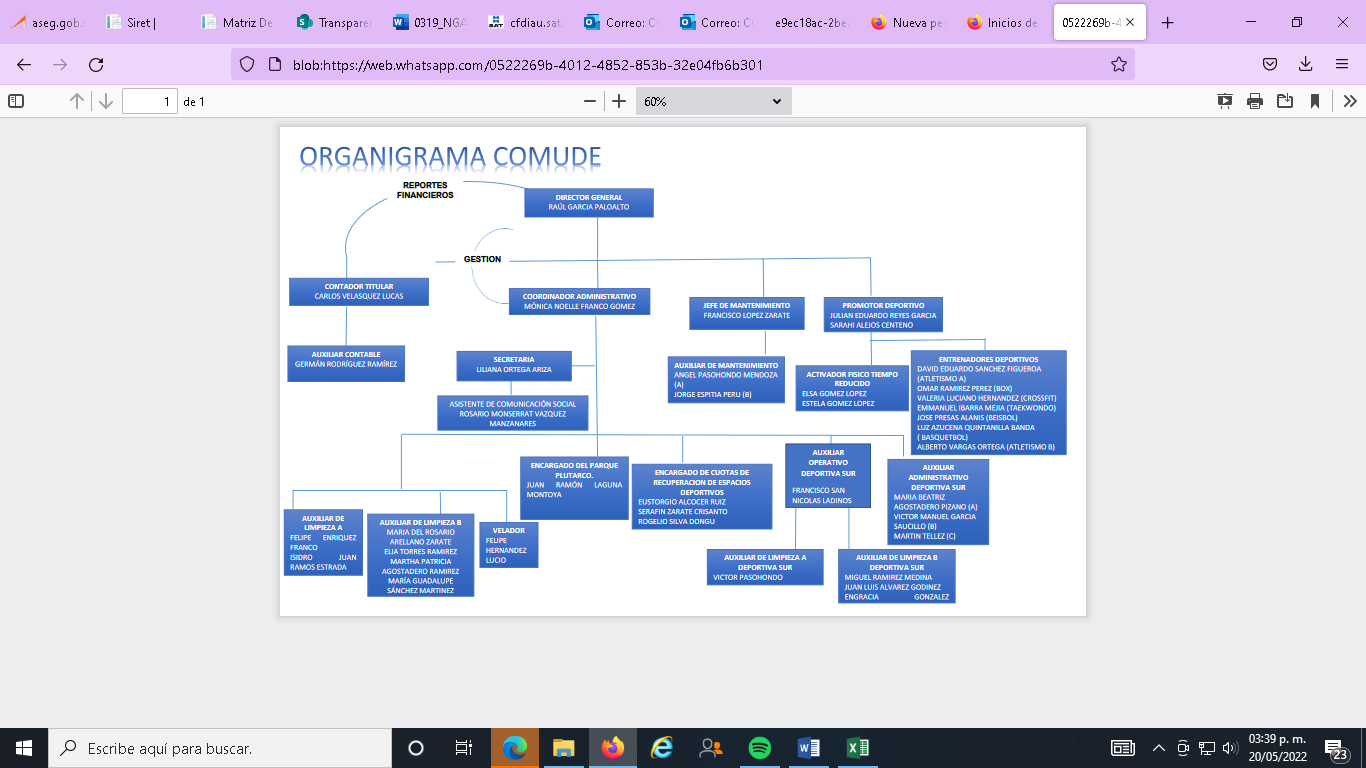 aseg.gob.
Siret |
Matriz De
Transpare
0319_NGA
cfdiau.sat.
Correo: C
Correo: C
e9ec18ac-2be
Nueva pe
Inicios de
0522269b-4
blob:https://web.whatsapp.com/0522269b-4012-4852-853b-32e04fb6b301
1 de 1
60%
ORGANIGRAMA COMUDE
REPORTES
FINANCIEROS
DIRECTOR GENERAL
RAÚL GARCIA PALOALTO
GESTION
CONTADOR TITULAR
CARLOS VELASQUEZ LUCAS
COORDINADOR ADMINISTRATIVO
MÓNICA NOELLE FRANCO GOMEZ
JEFE DE MANTENIMIENTO
FRANCISCO LOPEZ ZARATE
PROMOTOR DEPORTIVO
JULIAN EDUARDO REYES GARCIA
SARAHI ALEJOS CENTENO
AUXILIAR CONTABLE
GERMÁN RODRÍGUEZ RAMÍREZ
SECRETARIA
LILIANA ORTEGA ARIZA
AUXILIAR DE MANTENIMIENTO
ANGEL PASOHONDO MENDOZA
(A)
JORGE ESPITIA PERU (B)
ACTIVADOR FISICO TIEMPO
REDUCIDO
ELSA GOMEZ LOPEZ
ESTELA GOMEZ LOPEZ
ENTRENADORES DEPORTIVOS
DAVID EDUARDO SANCHEZ FIGUEROA
(ATLETISMO A)
OMAR RAMIREZ PEREZ (BOX)
VALERIA LUCIANO HERNANDEZ (CROSSFIT)
EMMANUEL IBARRA MEJIA (TAEKWONDO)
JOSE PRESAS ALANIS (BEISBOL)
LUZ AZUCENA QUINTANILLA BANDA
( BASQUETBOL)
ALBERTO VARGAS ORTEGA (ATLETISMO B)
ASISTENTE DE COMUNICACIÓN SOCIAL
ROSARIO MONSERRAT VAZQUEZ
MANZANARES
ENCARGADO DEL PARQUE
PLUTARCO.
JUAN RAMÓN LAGUNA
MONTOYA
ENCARGADO DE CUOTAS DE
RECUPERACION DE ESPACIOS
DEPORTIVOS
EUSTORGIO ALCOCER RUIZ
SERAFIN ZARATE CRISANTO
ROGELIO SILVA DONGU
AUXILIAR
OPERATIVO
DEPORTIVA SUR
FRANCISCO SAN
NICOLAS LADINOS
AUXILIAR
ADMINISTRATIVO
DEPORTIVA SUR
MARIA BEATRIZ
AGOSTADERO PIZANO (A)
VICTOR MANUEL GARCIA
SAUCILLO (B)
MARTIN TELLEZ (C)
AUXILIAR DE
LIMPIEZA A
FELIPE ENRIQUEZ
FRANCO
ISIDRO JUAN
RAMOS ESTRADA
AUXILIAR DE LIMPIEZA B
MARIA DEL ROSARIO
ARELLANO ZARATE
ELIA TORRES RAMIREZ
MARTHA PATRICIA
AGOSTADERO RAMIREZ
MARÍA GUADALUPE
SÁNCHEZ MARTINEZ
VELADOR
FELIPE
HERNANDEZ
LUCIO
AUXILIAR DE LIMPIEZA A
DEPORTIVA SUR
VICTOR PASOHONDO
AUXILIAR DE LIMPIEZA B
DEPORTIVA SUR
MIGUEL RAMIREZ MEDINA
JUAN LUIS ALVAREZ GODINEZ
ENGRACIA GONZALEZ
Escribe aquí para buscar.
03:39 p. m.
20/05/2022
23